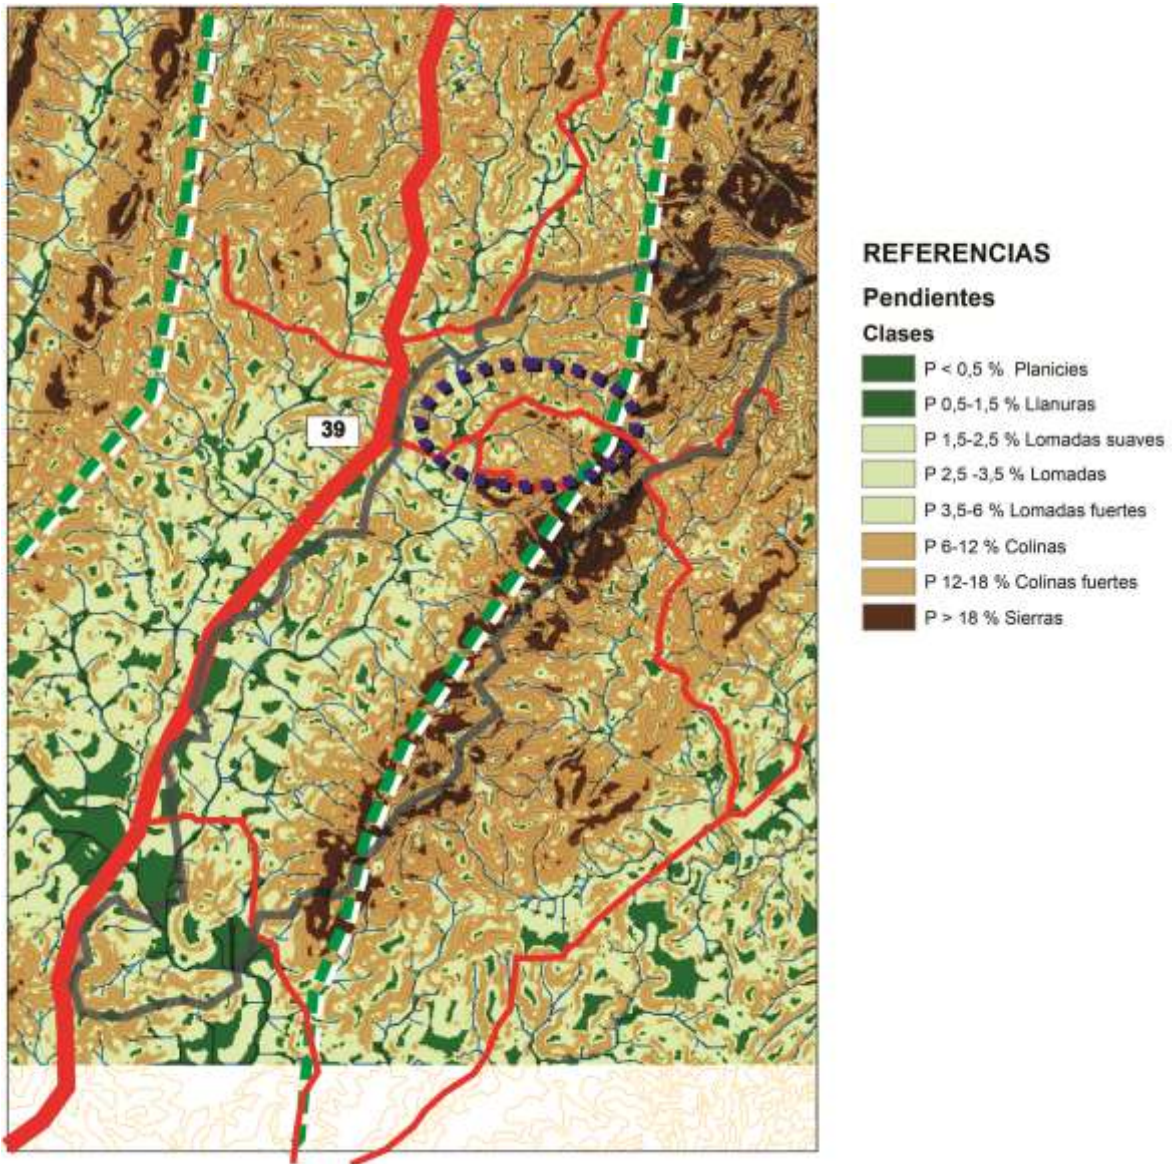 39
REFERENCIAS
Pendientes
Clases
P < 0,5 % Planicies
P 0,5-1,5 % Llanuras
P 1,5-2,5 % Lomadas suaves
P 2,5 -3,5 % Lomadas
P 3,5-6 % Lomadas fuertes
P 6-12 % Colinas
P 12-18 % Colinas fuertes
P > 18 % Sierras